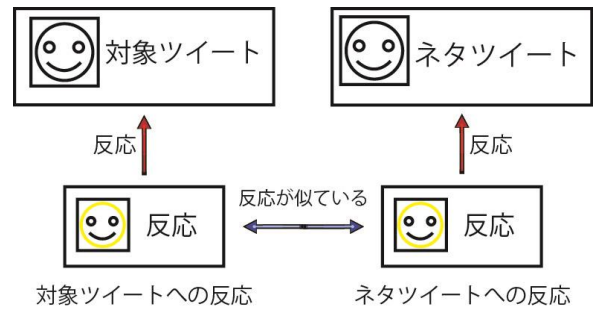 対象ツイート
ネタツイート
反応
反応
反応が似ている
反応
反応
対象ツイートへの反応
ネタツイートへの反応